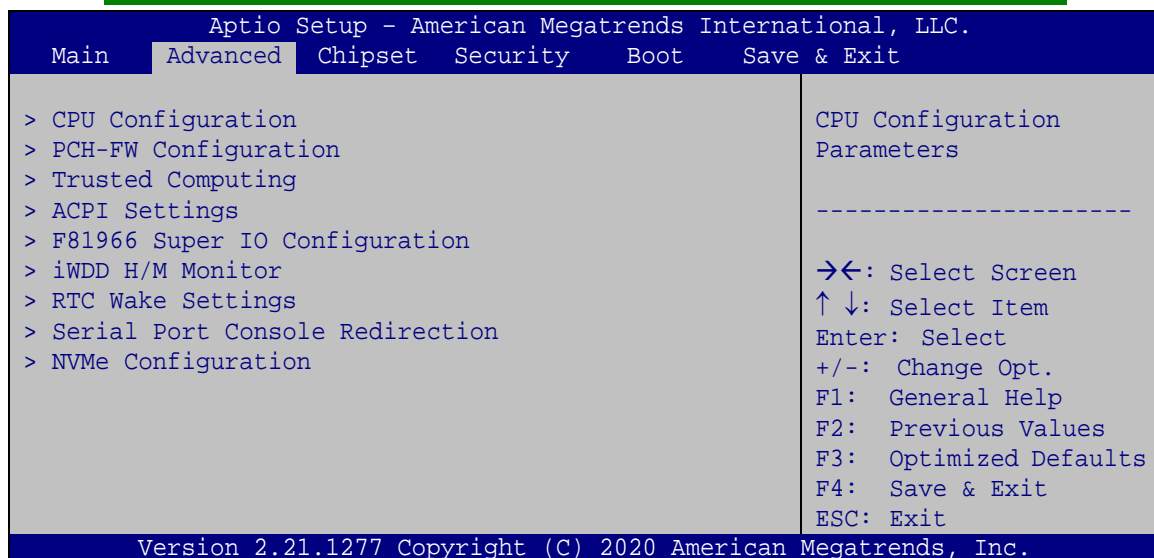 Aptio Setup – American Megatrends International, LLC.
Main Advanced Chipset Security Boot Save & Exit
> CPU Configuration
> PCH-FW Configuration
> Trusted Computing
> ACPI Settings
> F81966 Super IO Configuration
> iWDD H/M Monitor
> RTC Wake Settings
> Serial Port Console Redirection
> NVMe Configuration
CPU Configuration
Parameters
----------------------
→←: Select Screen
↑ ↓: Select Item
Enter: Select
+/-: Change Opt.
F1: General Help
F2: Previous Values
F3: Optimized Defaults
F4: Save & Exit
ESC: Exit
Version 2.21.1277 Copyright (C) 2020 American Megatrends, Inc.